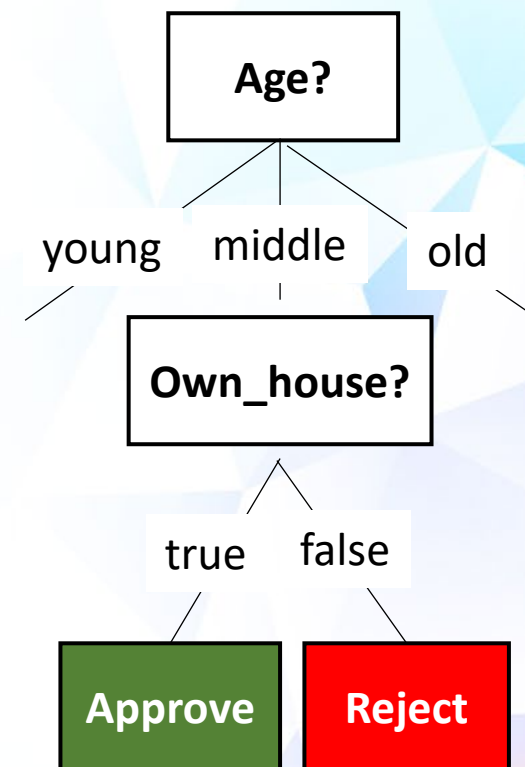 Age?
young
middle
old
Own_house?
true
false
Approve
Reject